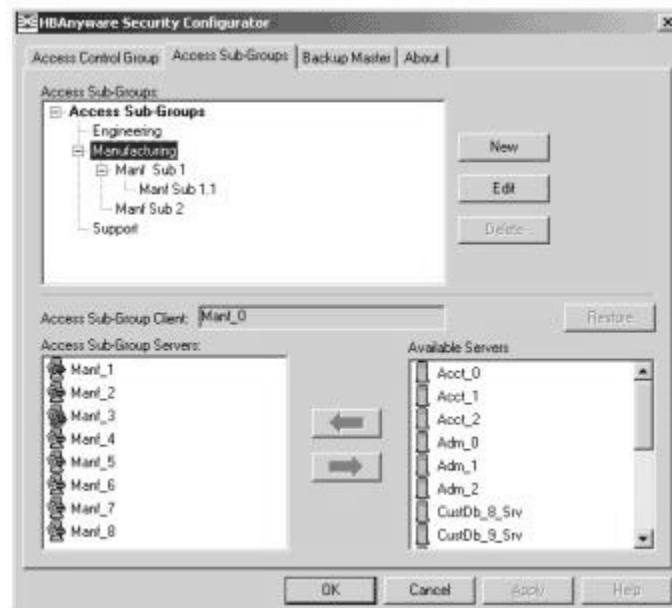 HBAnyware Security Configurator
Access Control Group
Access Sub-Groups
Backup Master
About
Access Sub-Groups:
Access Sub-Groups
Engineering
Manufacturing
Manf Sub 1
Manf Sub 1.1
Manf Sub 2
Support
New
Edit
Delete
Access Sub-Group Client: Manf_0
Restore
Access Sub-Group Servers:
Manf_1
Manf_2
Manf_3
Manf_4
Manf_5
Manf_6
Manf_7
Manf_8
Available Servers
Acct_0
Acct_1
Acct_2
Adm_0
Adm_1
Adm_2
CustDb_8_Srv
CustDb_9_Srv
OK
Cancel
Apply
Help